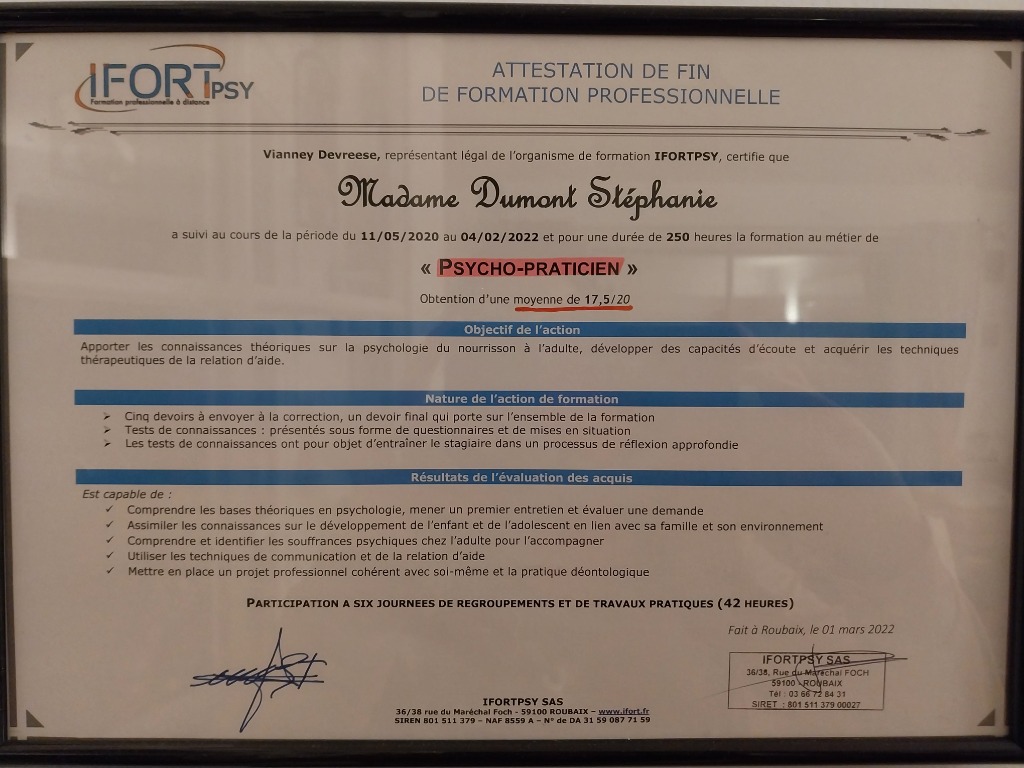 IFORTPSY
Formation professionnelle à distance
ATTESTATION DE FIN
DE FORMATION PROFESSIONNELLE
Vianney Devreese, représentant légal de l'organisme de formation IFORTPSY, certifie que
Madame Dumont Stéphanie
a suivi au cours de la période du 11/05/2020 au 04/02/2022 et pour une durée de 250 heures la formation au métier de
« PSYCHO-PRATICIEN »
Obtention d'une moyenne de 17,5/20
Objectif de l'action
Apporter les connaissances théoriques sur la psychologie du nourrisson à l'adulte, développer des capacités d'écoute et acquérir les techniques
thérapeutiques de la relation d'aide.
Nature de l'action de formation
➢ Cinq devoirs à envoyer à la correction, un devoir final qui porte sur l'ensemble de la formation
➢ Tests de connaissances : présentés sous forme de questionnaires et de mises en situation
➢ Les tests de connaissances ont pour objet d'entraîner le stagiaire dans un processus de réflexion approfondie
Résultats de l'évaluation des acquis
Est capable de :
✓ Comprendre les bases théoriques en psychologie, mener un premier entretien et évaluer une demande
✓ Assimiler les connaissances sur le développement de l'enfant et de l'adolescent en lien avec sa famille et son environnement
✓ Comprendre et identifier les souffrances psychiques chez l'adulte pour l'accompagner
✓ Utiliser les techniques de communication et de la relation d'aide
✓ Mettre en place un projet professionnel cohérent avec soi-même et la pratique déontologique
PARTICIPATION A SIX JOURNEES DE REGROUPEMENTS ET DE TRAVAUX PRATIQUES (42 HEURES)
Fait à Roubaix, le 01 mars 2022
IFORTPSY SAS
36/38, Rue du Maréchal FOCH
59100 - ROUBAIX
Tél : 03 66 72 84 31
SIRET : 801 511 379 00027
IFORTPSY SAS
36/38 rue du Maréchal Foch - 59100 ROUBAIX – www.ifort.fr
SIREN 801 511 379 – NAF 8559 A – N° de DA 31 59 087 71 59